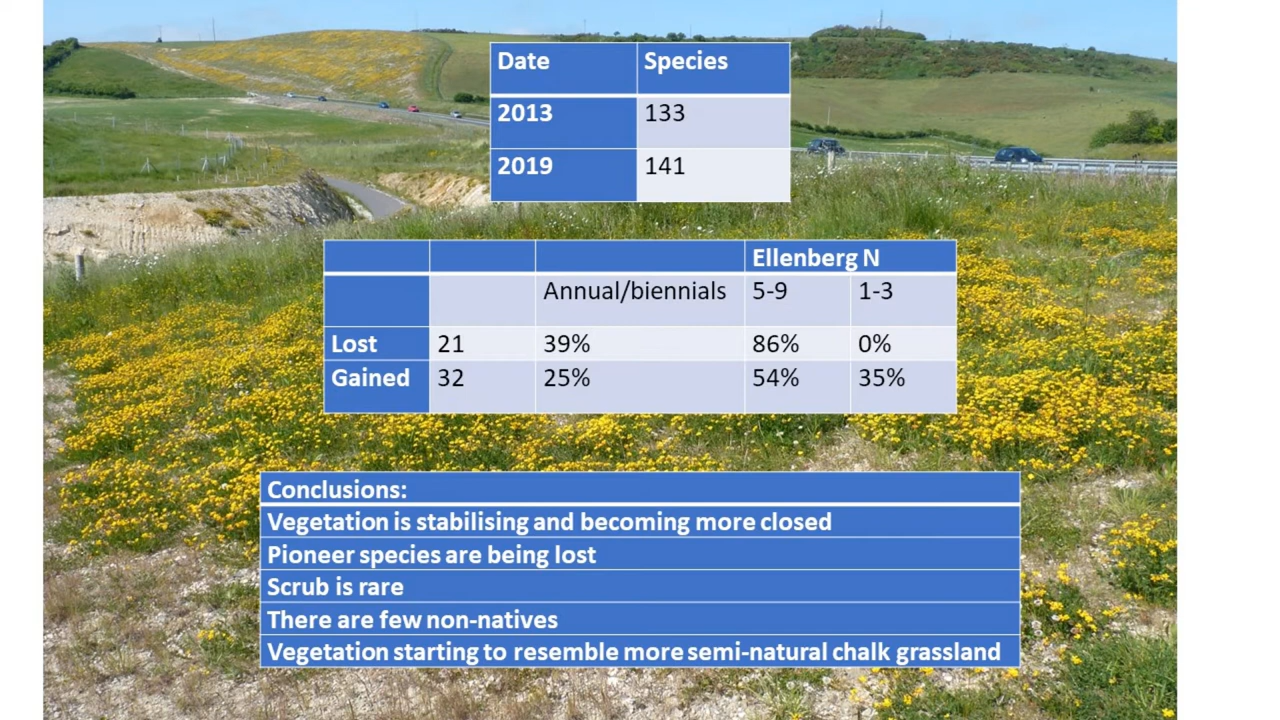 Date Species
2013 133
2019 141
Ellenberg N
Annual/biennials 5-9 1-3
Lost 21 39% 86% 0%
Gained 32 25% 54% 35%
Conclusions:
Vegetation is stabilising and becoming more closed
Pioneer species are being lost
Scrub is rare
There are few non-natives
Vegetation starting to resemble more semi-natural chalk grassland